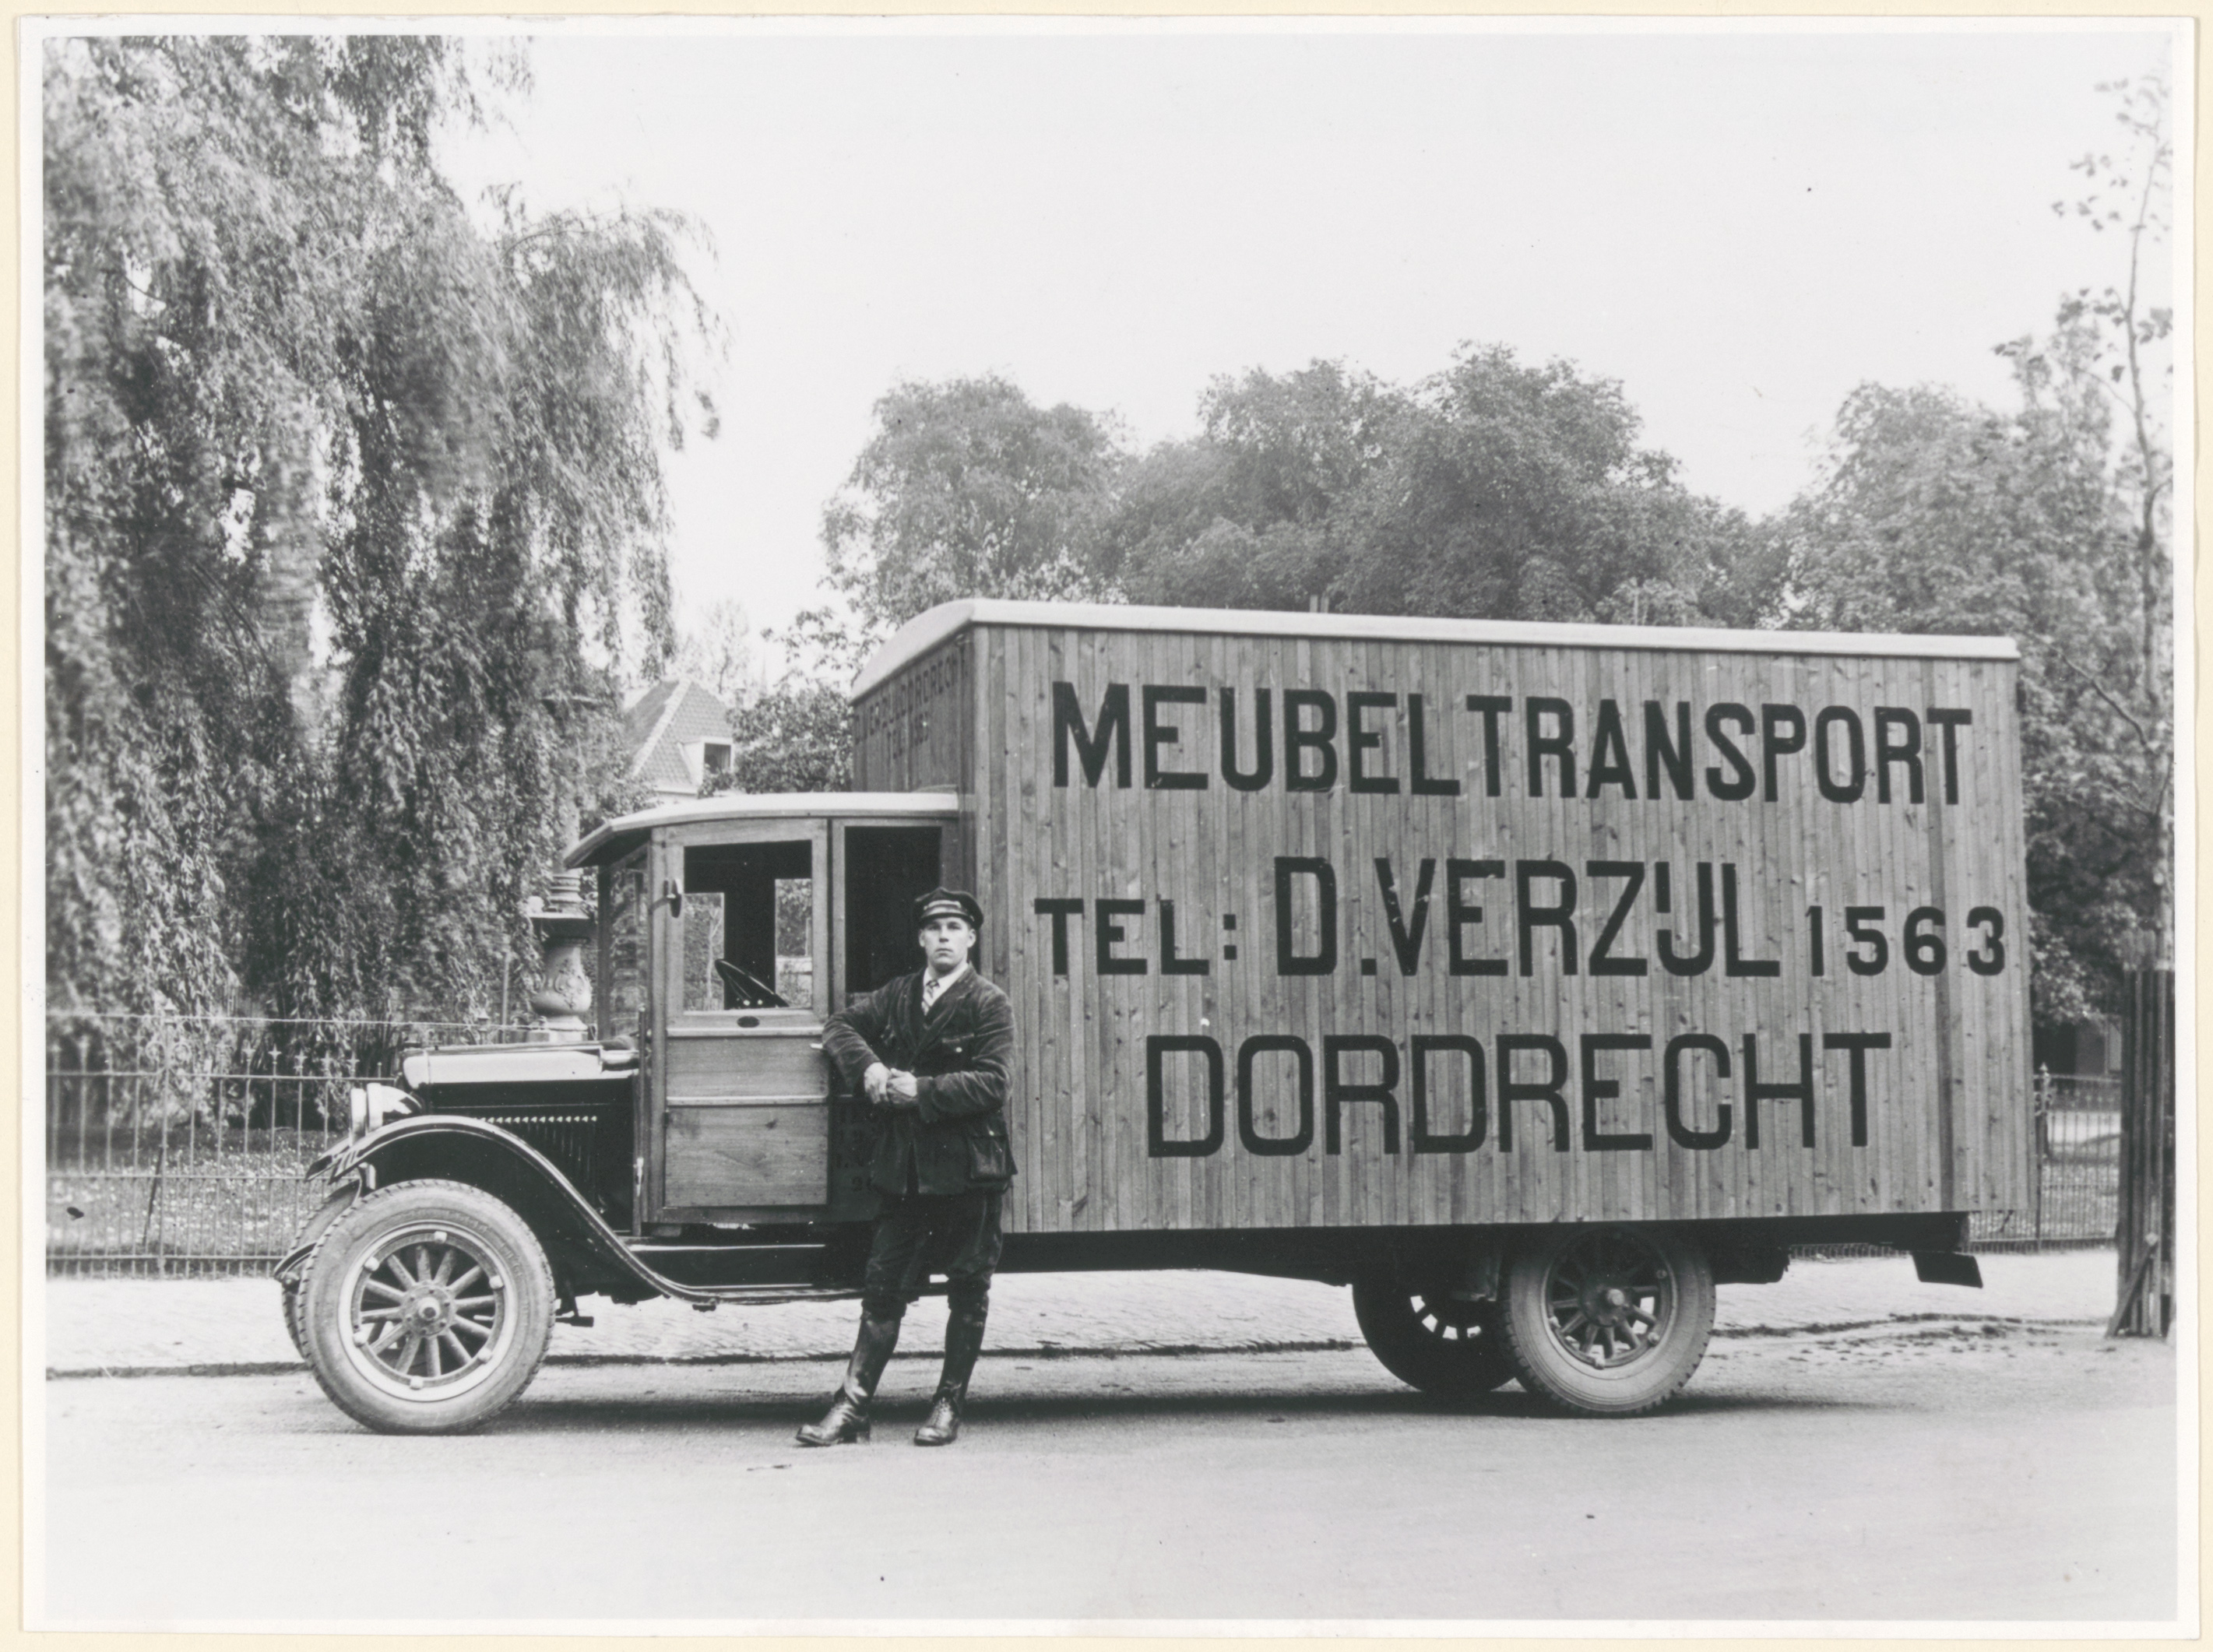 MEUBELTRANSPORT
TEL: D. VERZIJL 1563
DORDRECHT